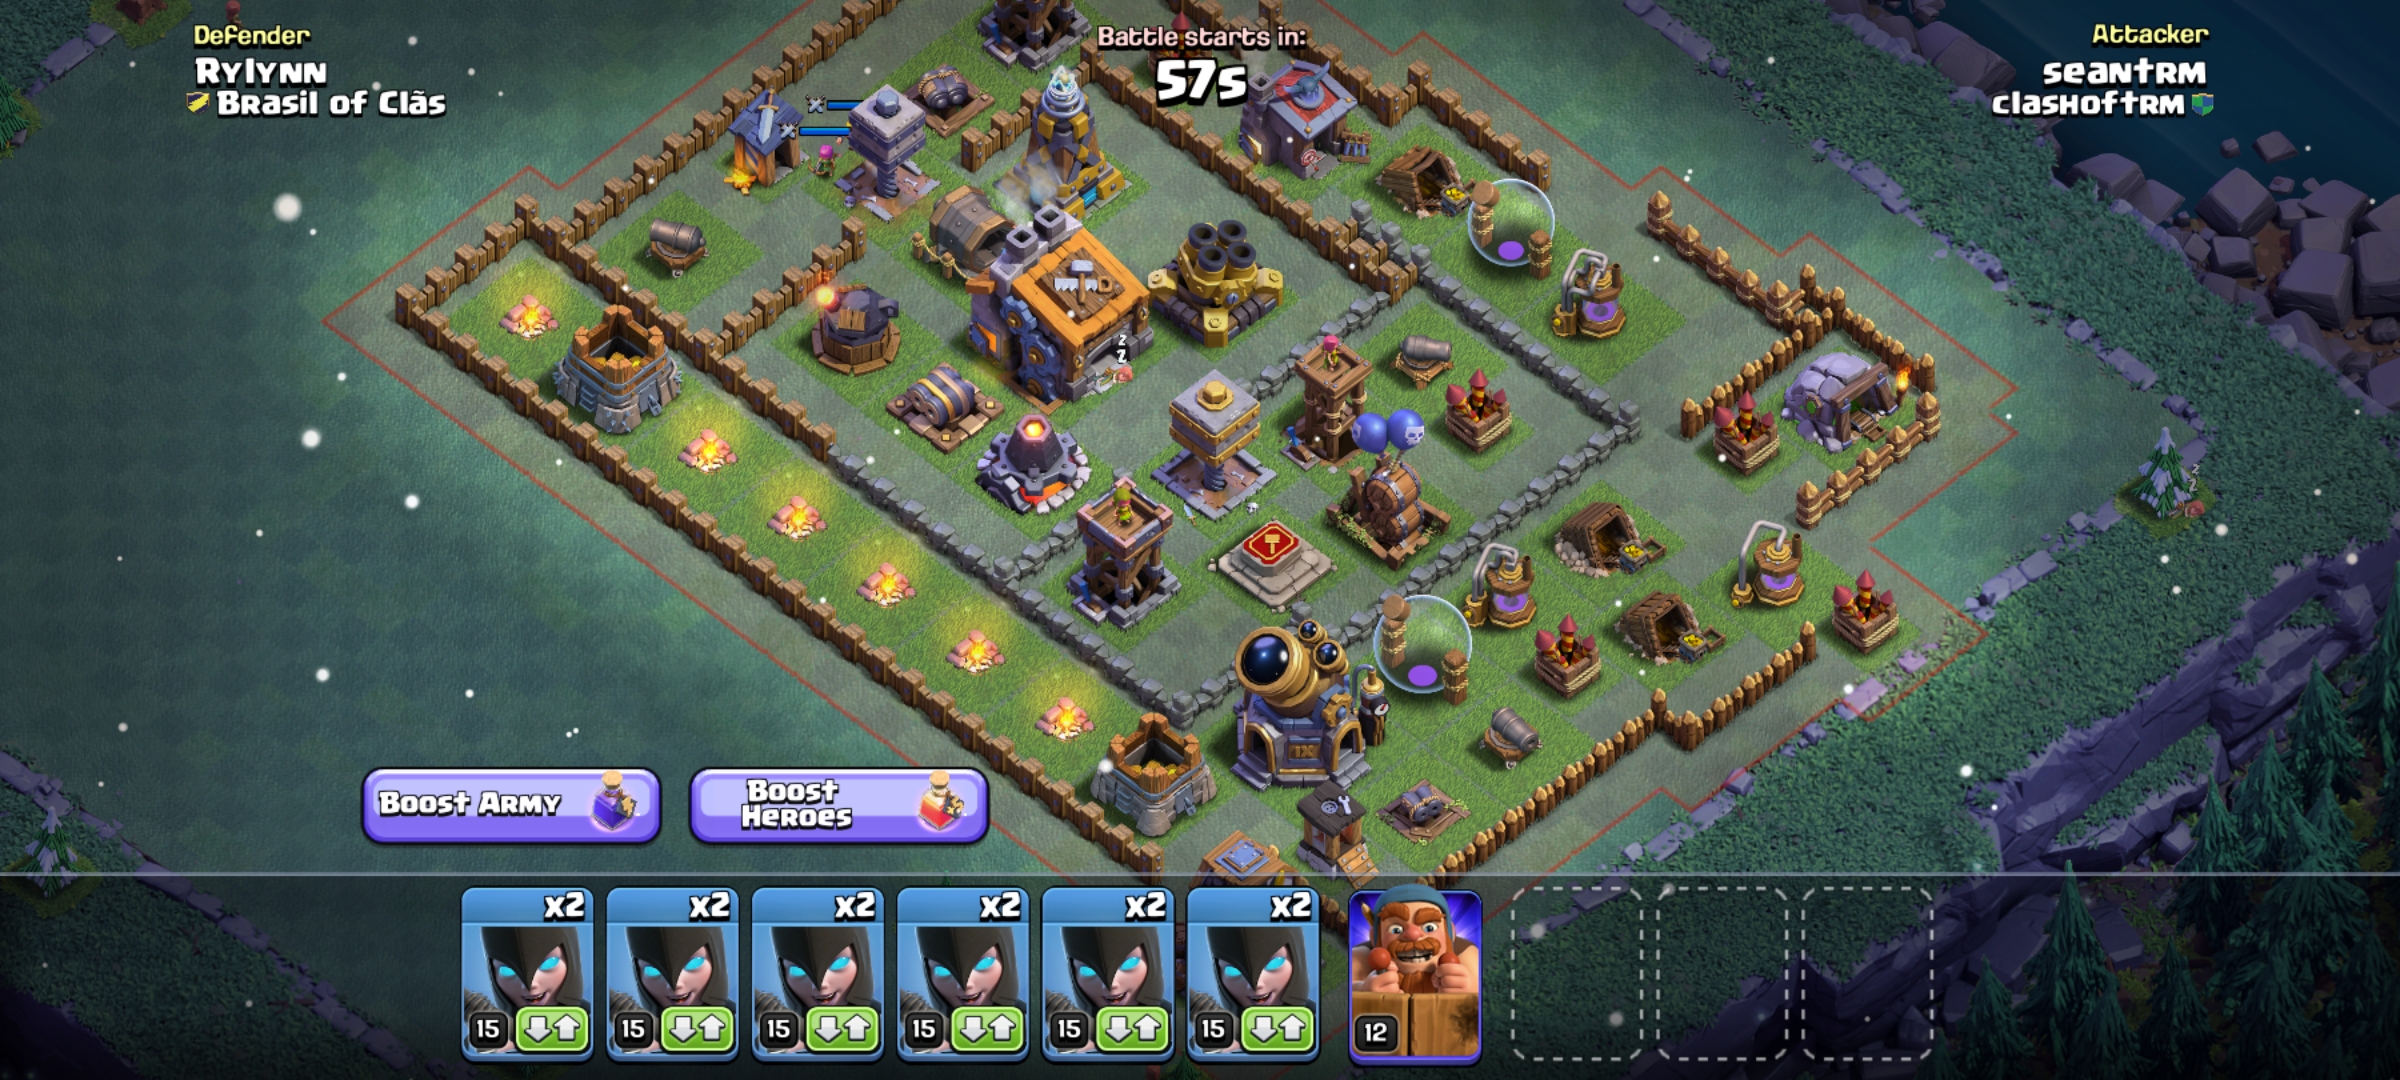 Defender
Rylynn
Brasil of Clãs
Battle starts in:
57s
Attacker
seantRM
clashoftRM
z
z
z
z
IX
Boost Army
Boost
Heroes
x2
x2
x2
x2
x2
x2
15
15
15
15
15
15
12